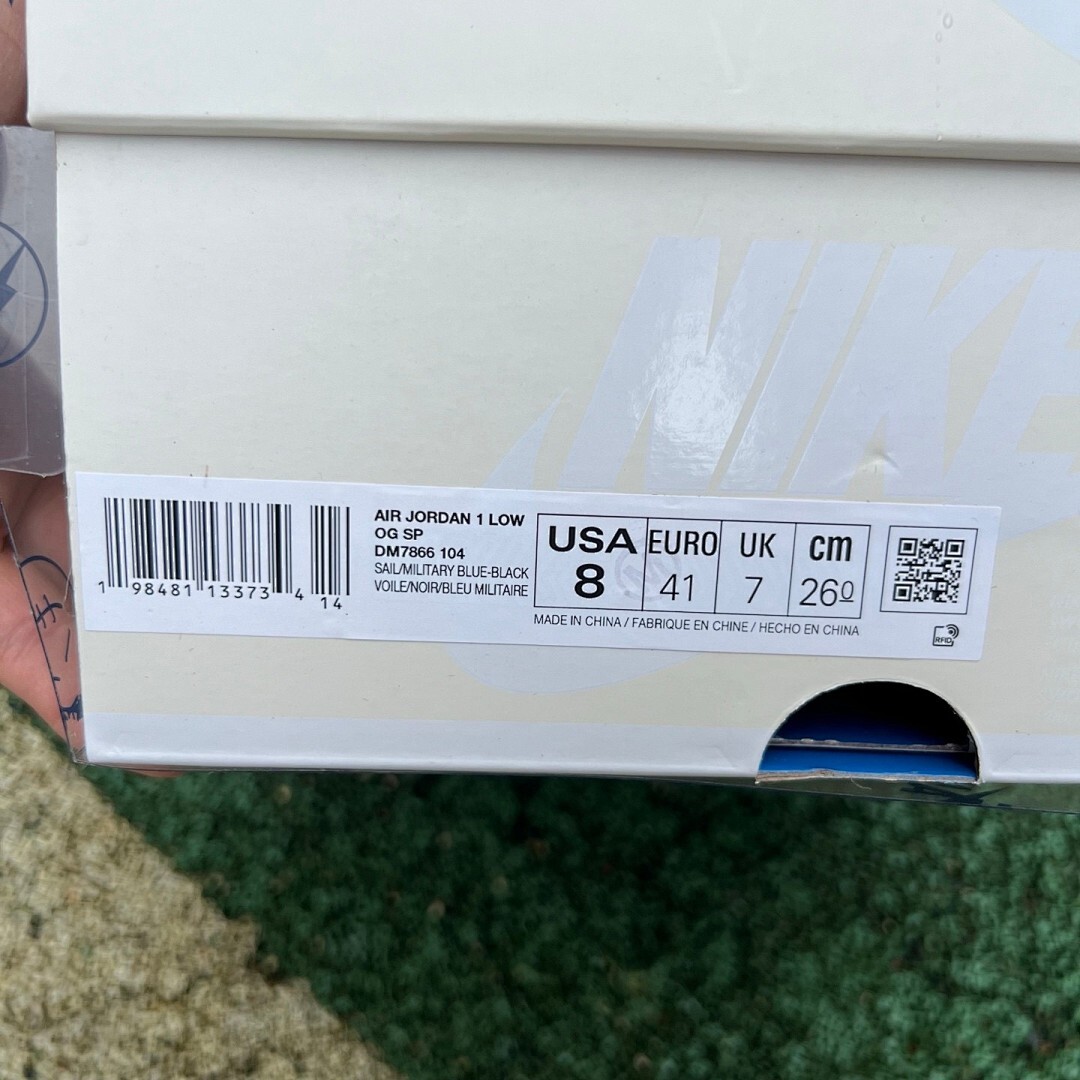 NIKE
AIR JORDAN 1 LOW
OG SP
DM7866 104
SAIL/MILITARY BLUE-BLACK
VOILE/NOIR/BLEU MILITAIRE
1 98481 13373 4 14
USA EURO UK cm
8 41 7 260
MADE IN CHINA / FABRIQUE EN CHINE / HECHO EN CHINA
RFID